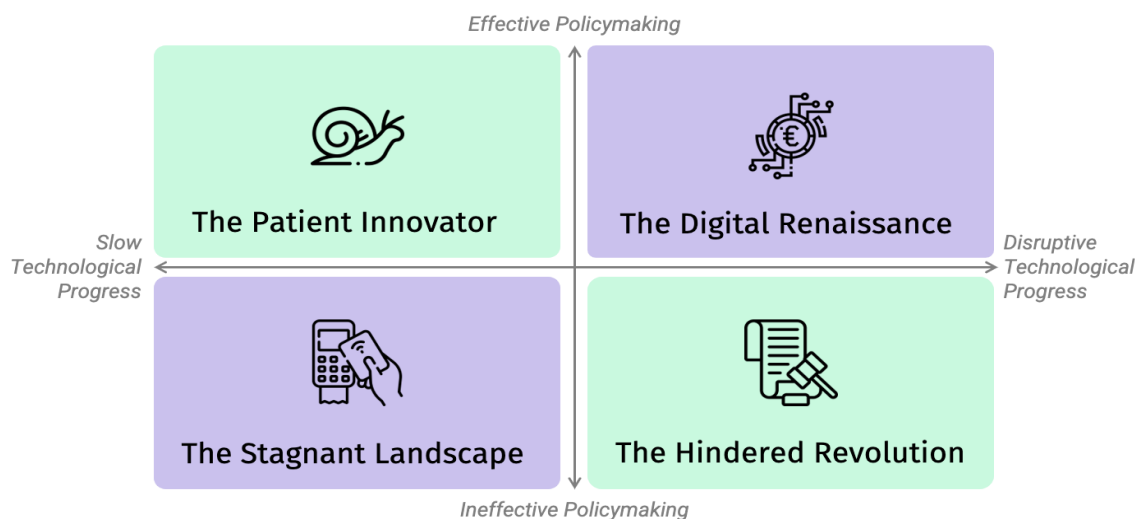 Effective Policymaking
The Patient Innovator
The Digital Renaissance
Slow
Technological
Progress
Disruptive
Technological
Progress
€
The Stagnant Landscape
The Hindered Revolution
Ineffective Policymaking